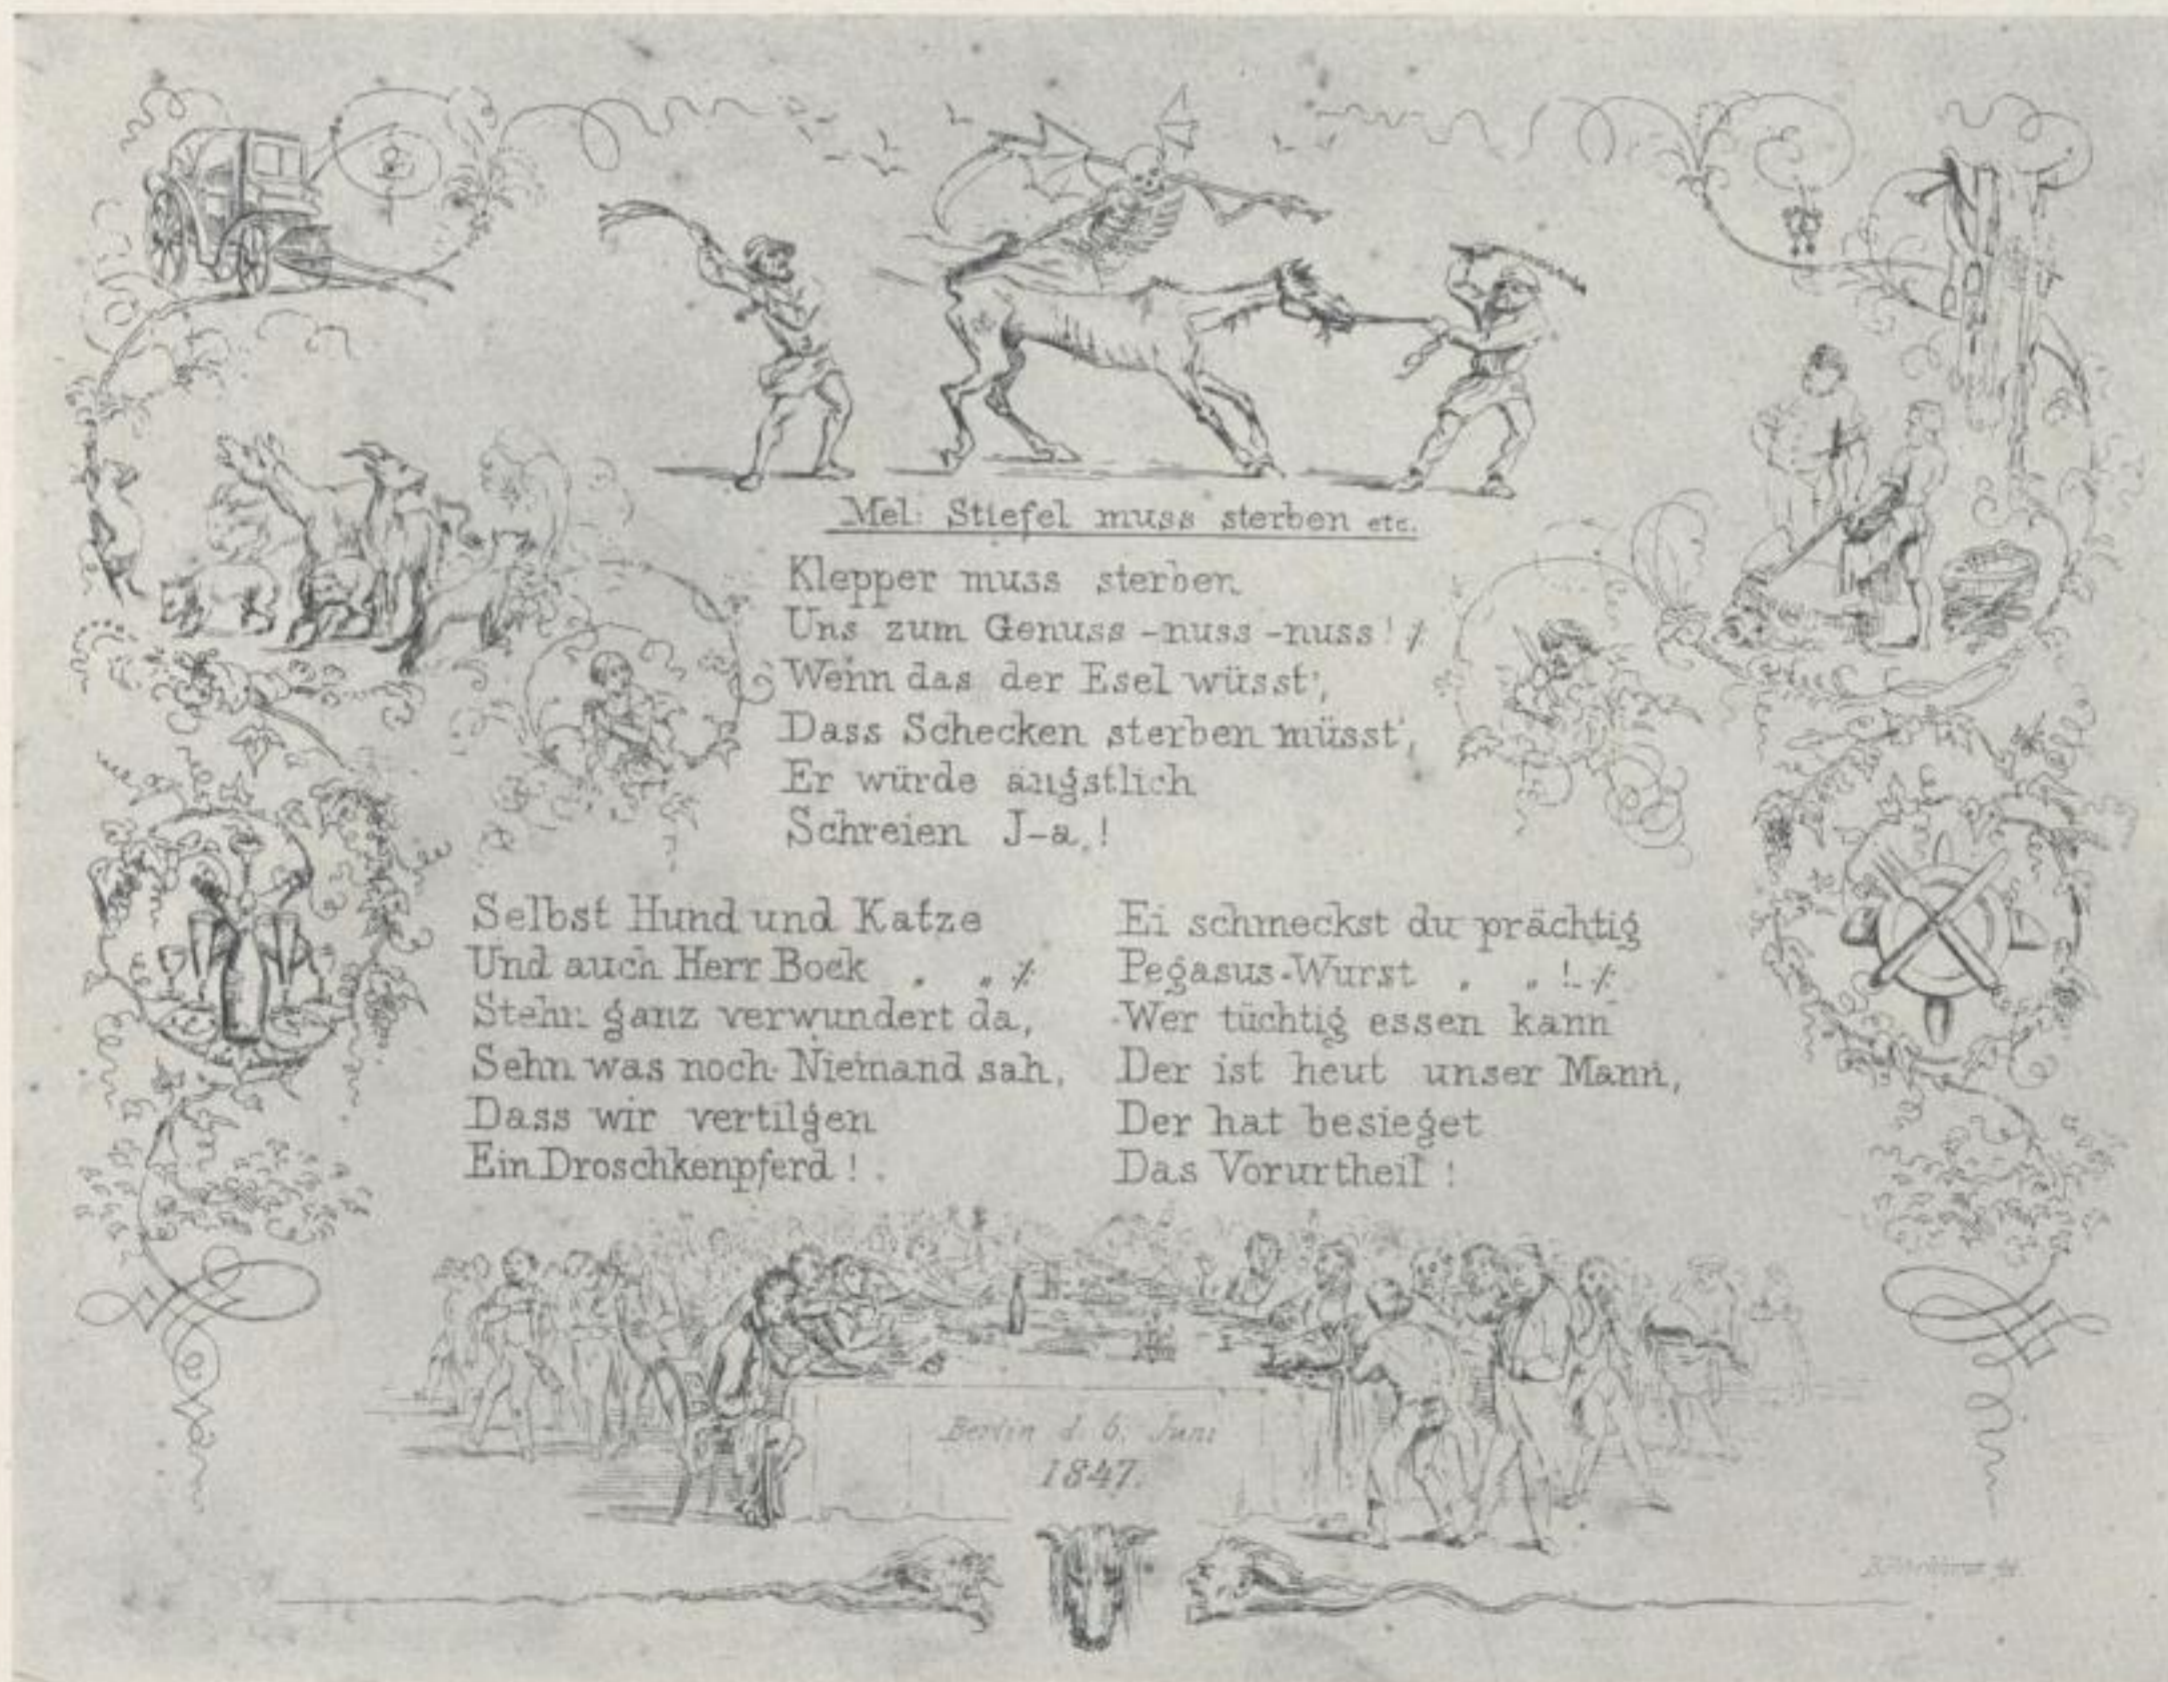 Mel: Stiefel muss sterben etc.
Klepper muss sterben
Uns zum Genuss -nuss -nuss! ⁒
Wenn das der Esel wüsst',
Dass Schecken sterben müsst',
Er würde ängstlich
Schreien J-a,!
Selbst Hund und Katze
Und auch Herr Bock „ „ ⁒
Stehn ganz verwundert da,
Sehn was noch Niemand sah,
Dass wir vertilgen
Ein Droschkenpferd!.
Ei schmeckst du prächtig
Pegasus-Wurst „ „ !. ⁒
Wer tüchtig essen kann
Der ist heut unser Mann,
Der hat besieget
Das Vorurtheil!
Berlin d. 6. Juni
1847.